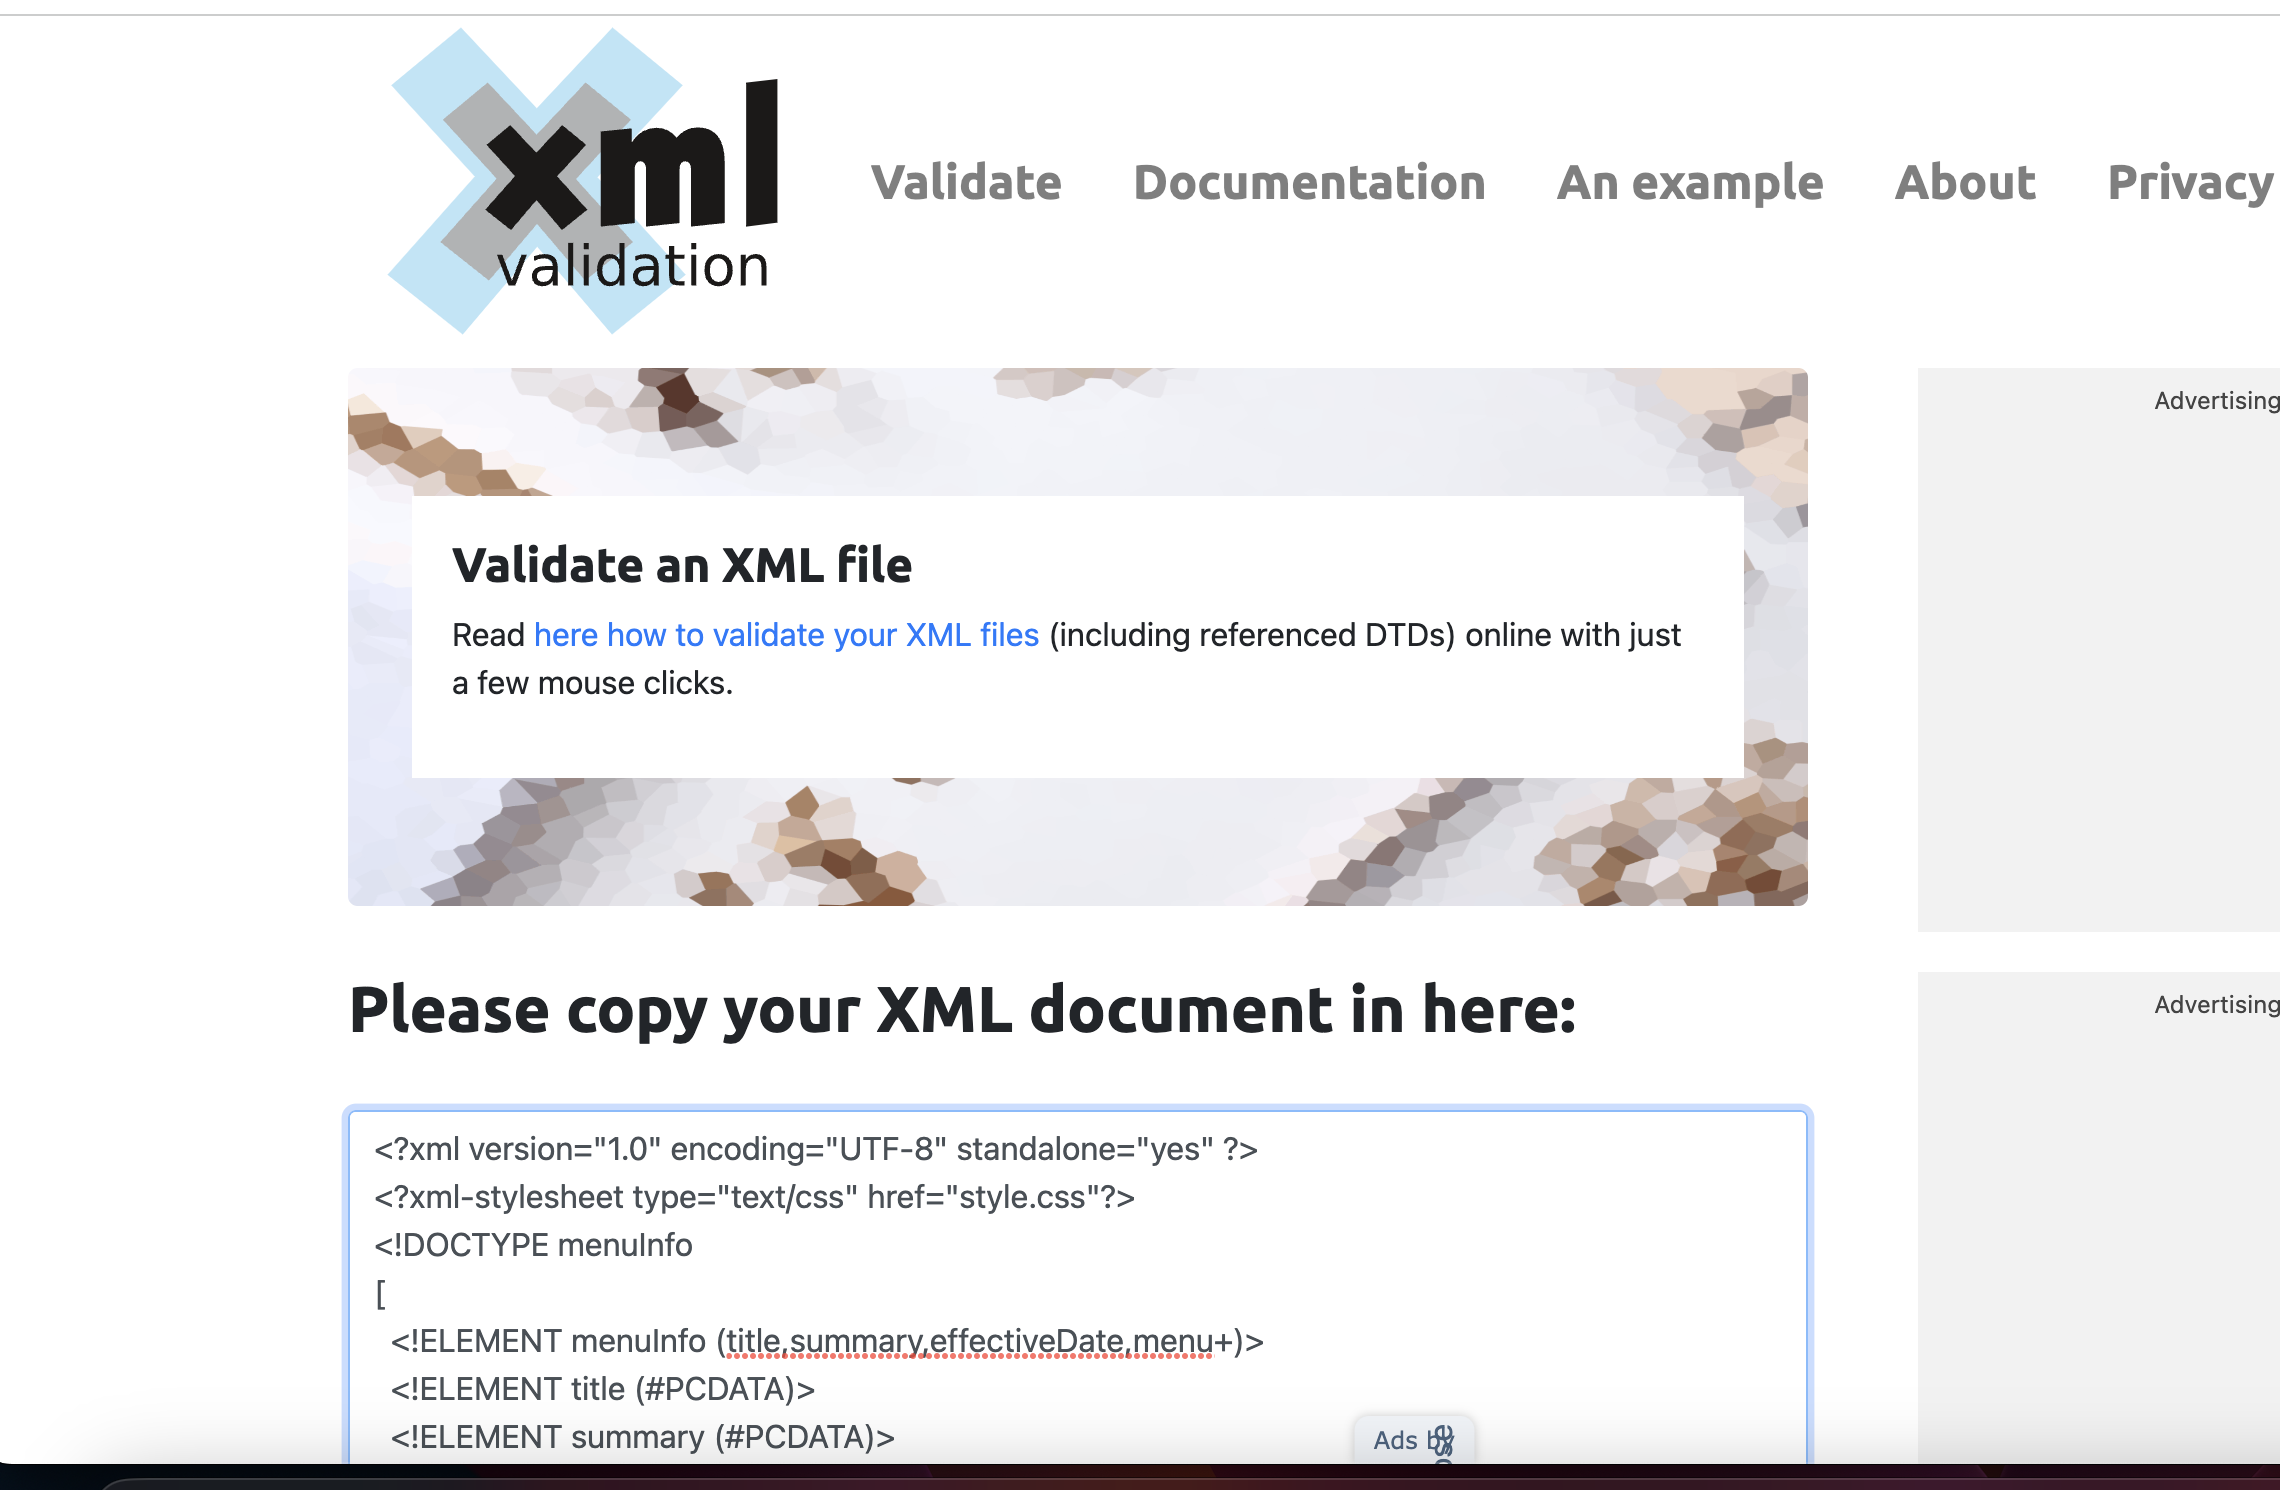 xml
validation
Validate Documentation An example About Privacy
Advertising
Validate an XML file
Read here how to validate your XML files (including referenced DTDs) online with just
a few mouse clicks.
Please copy your XML document in here:
Advertising
<?xml version="1.0" encoding="UTF-8" standalone="yes" ?>
<?xml-stylesheet type="text/css" href="style.css"?>
<!DOCTYPE menuInfo
[
<!ELEMENT menuInfo (title,summary,effectiveDate,menu+)>
<!ELEMENT title (#PCDATA)>
<!ELEMENT summary (#PCDATA)>
Ads by